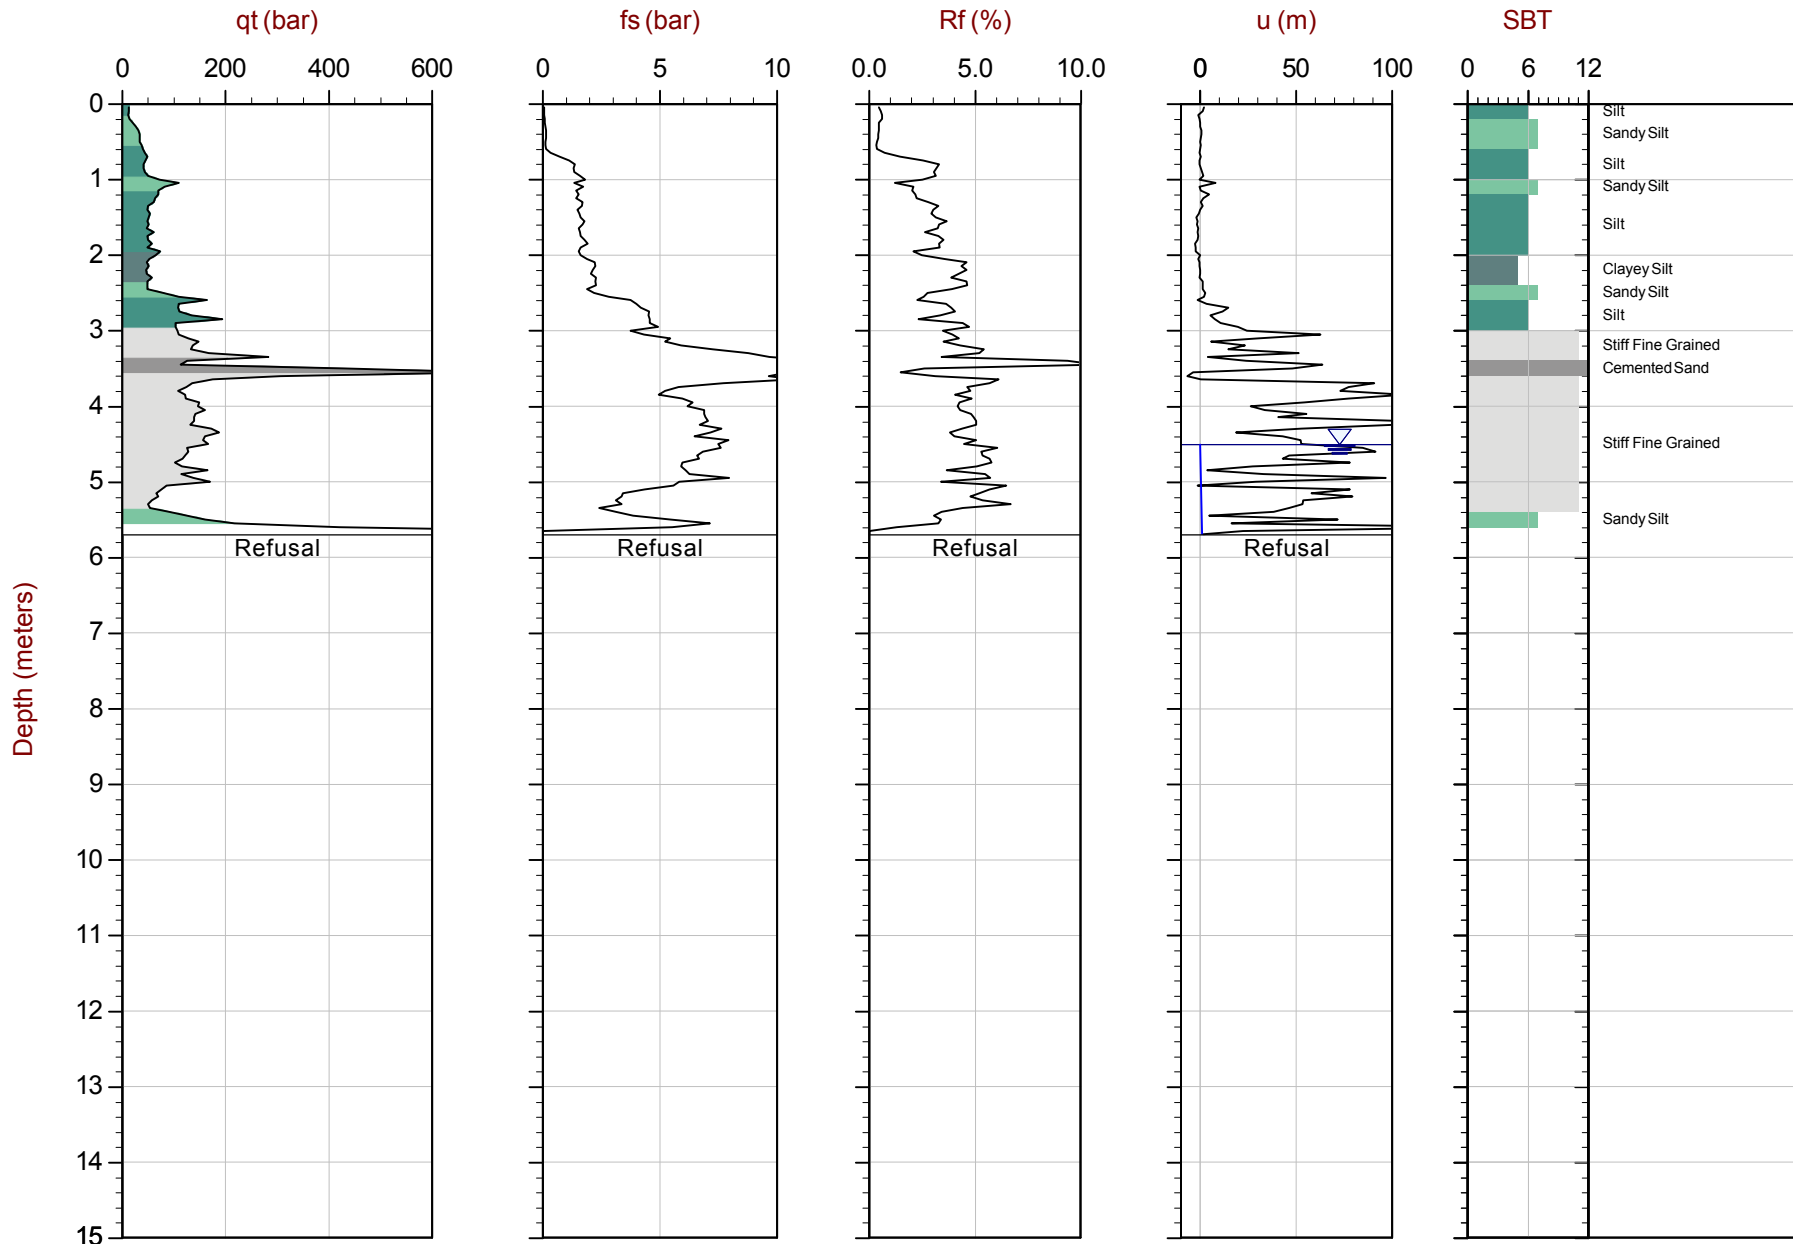 qt (bar) fs (bar) Rf (%) u (m) SBT
0 200 400 600 0 5 10 0.0 5.0 10.0 0 50 100 0 6 12
0
Silt
Sandy Silt
Silt
1
Sandy Silt
Silt
2
Clayey Silt
Sandy Silt
Silt
3
Stiff Fine Grained
Cemented Sand
4
Stiff Fine Grained
5
Sandy Silt
Refusal Refusal Refusal Refusal
6
7
8
9
10
11
12
13
14
15
Depth (meters)